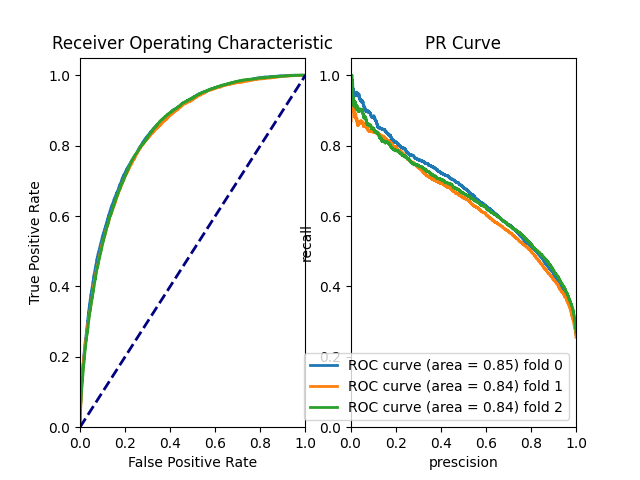 Receiver Operating Characteristic
PR Curve
True Positive Rate
1.0
0.8
0.6
0.4
0.2
0.0
0.0 0.2 0.4 0.6 0.8 1.0
False Positive Rate
recall
1.0
0.8
0.6
0.4
0.2
0.0
ROC curve (area = 0.85) fold 0
ROC curve (area = 0.84) fold 1
ROC curve (area = 0.84) fold 2
0.0 0.2 0.4 0.6 0.8 1.0
prescision